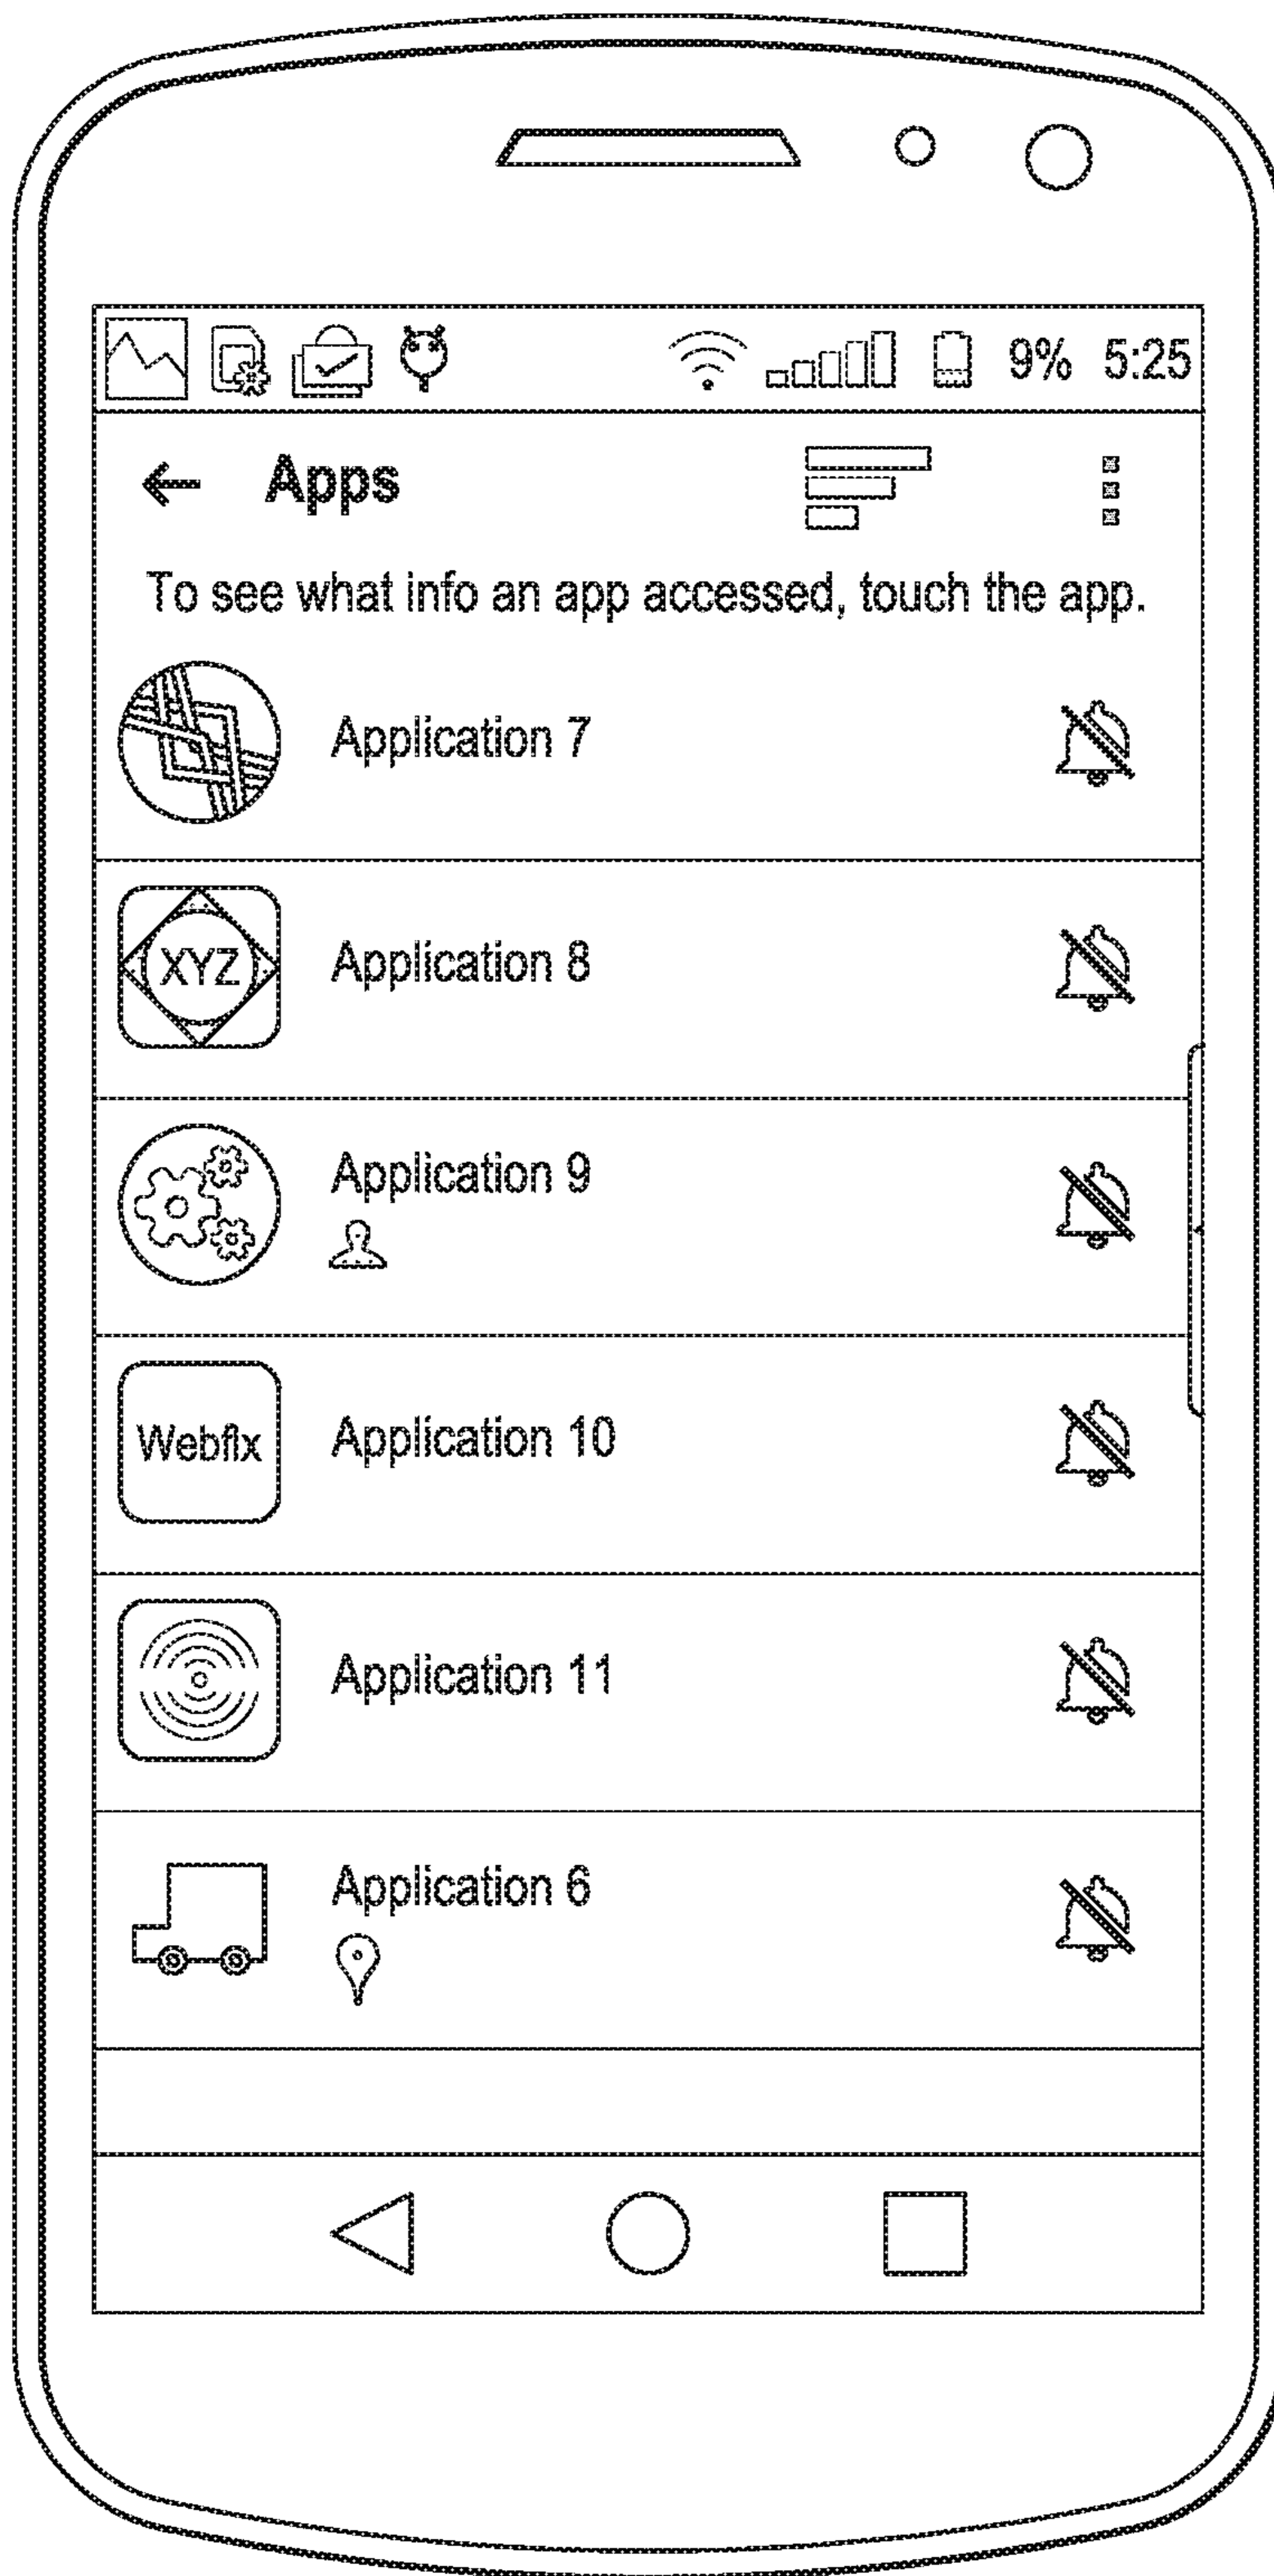 9% 5:25
Apps
To see what info an app accessed, touch the app.
Application 7
XYZ
Application 8
Application 9
Webflx
Application 10
Application 11
Application 6